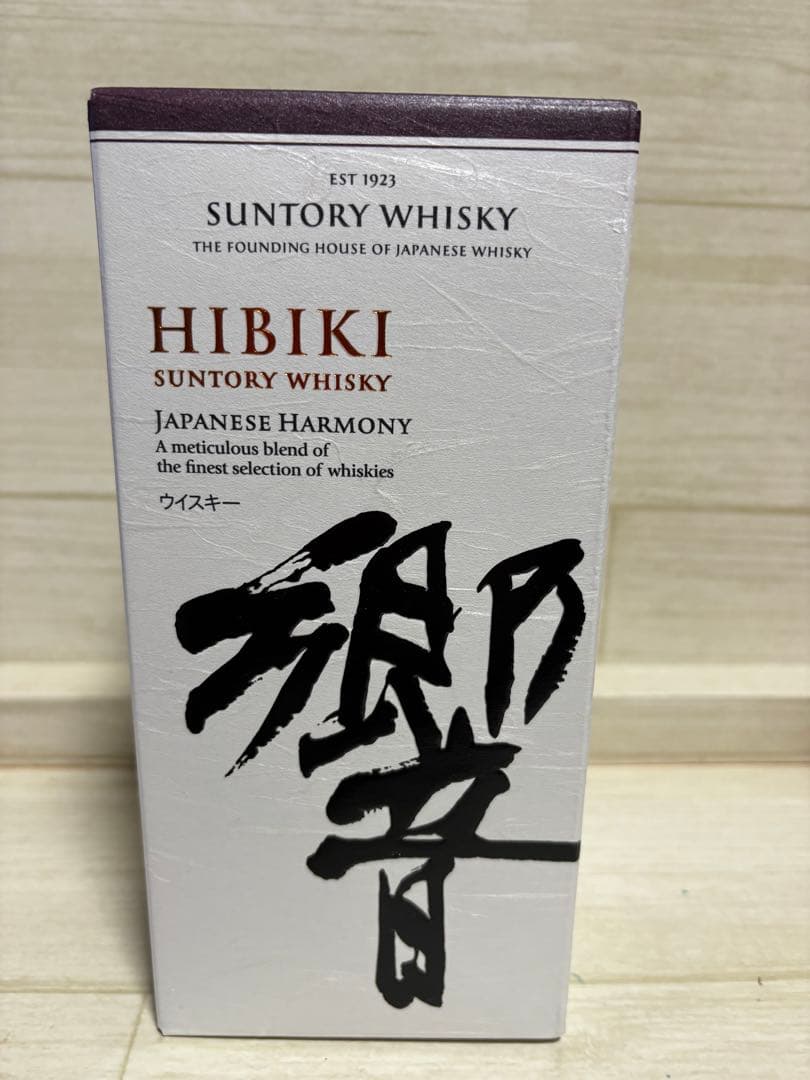 EST 1923
SUNTORY WHISKY
THE FOUNDING HOUSE OF JAPANESE WHISKY
HIBIKI
SUNTORY WHISKY
JAPANESE HARMONY
A meticulous blend of
the finest selection of whiskies
ウイスキー
響